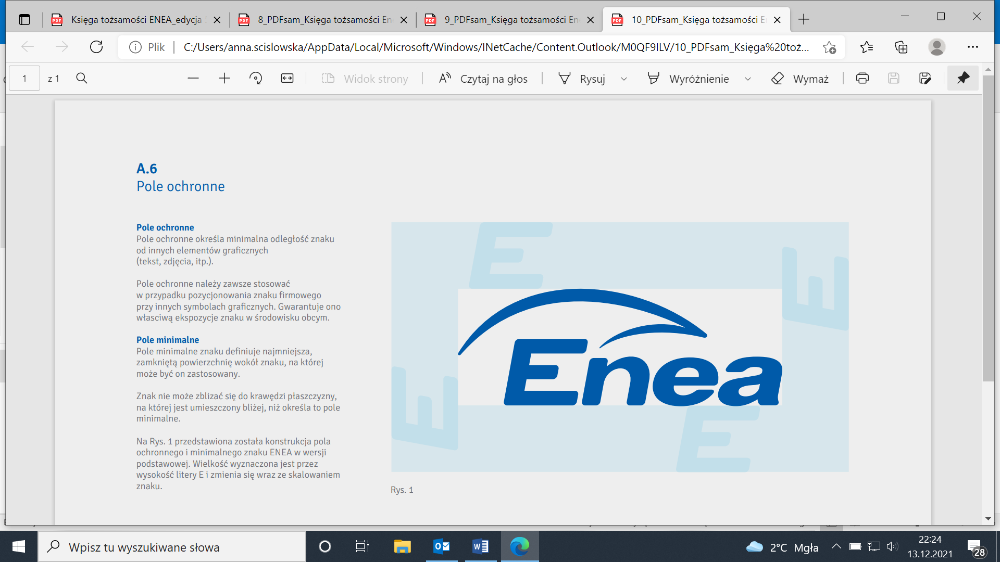 Księga tożsamości ENEA_edycja
8_PDFsam_Księga tożsamości En
9_PDFsam_Księga tożsamości En
10_PDFsam_Księga tożsamości E
Plik
C:/Users/anna.scislowska/AppData/Local/Microsoft/Windows/INetCache/Content.Outlook/M0QF9ILV/10_PDFsam_Księga%20toż...
1 z 1
Widok strony
Czytaj na głos
Rysuj
Wyróżnienie
Wymaż
A.6
Pole ochronne
Pole ochronne
Pole ochronne określa minimalna odległość znaku
od innych elementów graficznych
(tekst, zdjęcia, itp.).
Pole ochronne należy zawsze stosować
w przypadku pozycjonowania znaku firmowego
przy innych symbolach graficznych. Gwarantuje ono
własciwą ekspozycje znaku w środowisku obcym.
Pole minimalne
Pole minimalne znaku definiuje najmniejsza,
zamkniętą powierzchnię wokół znaku, na której
może być on zastosowany.
Znak nie może zblizać się do krawędzi płaszczyzny,
na której jest umieszczony bliżej, niż określa to pole
minimalne.
Na Rys. 1 przedstawiona została konstrukcja pola
ochronnego i minimalnego znaku ENEA w wersji
podstawowej. Wielkość wyznaczona jest przez
wysokość litery E i zmienia się wraz ze skalowaniem
znaku.
E
E
Enea
E
E
Rys. 1
Wpisz tu wyszukiwane słowa
2°C Mgła
22:24
13.12.2021
28